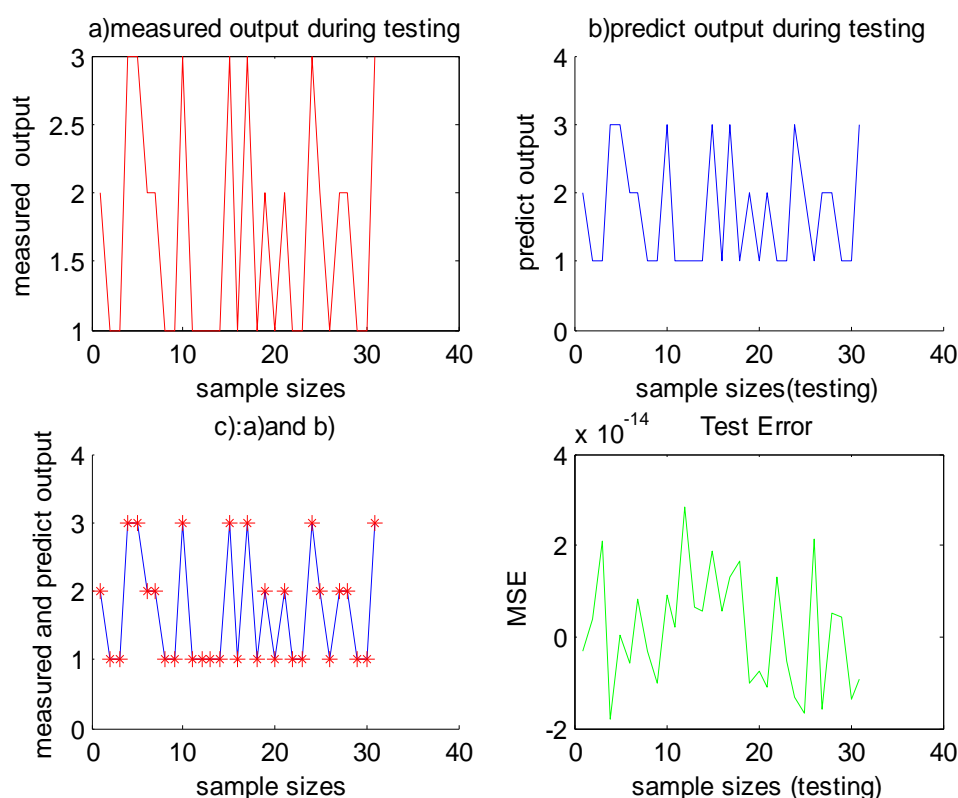 a)measured output during testing
measured output
3
2.5
2
1.5
1
0 10 20 30 40
sample sizes
b)predict output during testing
predict output
4
3
2
1
0
0 10 20 30 40
sample sizes(testing)
c):a)and b)
measured and predict output
4
3
2
1
0
0 10 20 30 40
sample sizes
Test Error
x 10^-14
MSE
4
2
0
-2
0 10 20 30 40
sample sizes (testing)